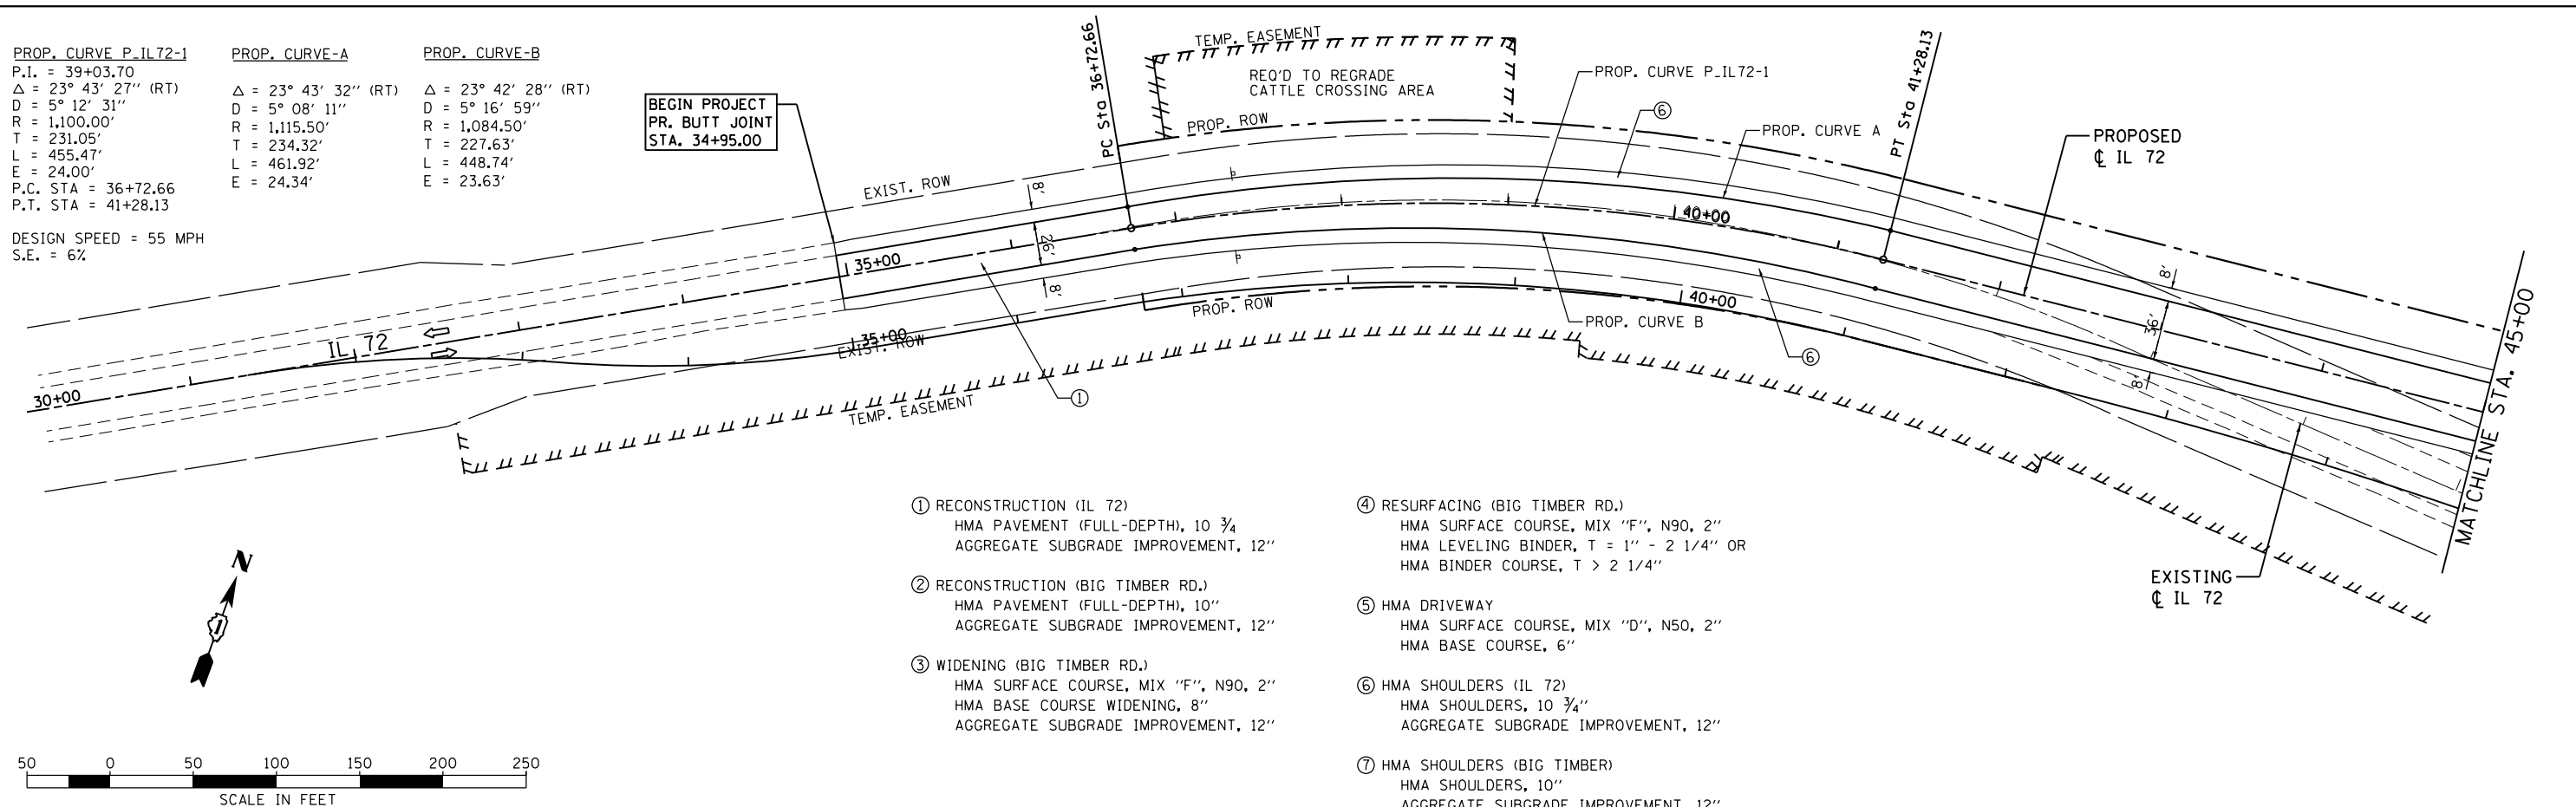 PROP. CURVE P_IL72-1
P.I. = 39+03.70
Δ = 23° 43' 27'' (RT)
D = 5° 12' 31''
R = 1,100.00'
T = 231.05'
L = 455.47'
E = 24.00'
P.C. STA = 36+72.66
P.T. STA = 41+28.13
DESIGN SPEED = 55 MPH
S.E. = 6%
PROP. CURVE-A
Δ = 23° 43' 32'' (RT)
D = 5° 08' 11''
R = 1,115.50'
T = 234.32'
L = 461.92'
E = 24.34'
PROP. CURVE-B
Δ = 23° 42' 28'' (RT)
D = 5° 16' 59''
R = 1,084.50'
T = 227.63'
L = 448.74'
E = 23.63'
BEGIN PROJECT
PR. BUTT JOINT
STA. 34+95.00
PC Sta 36+72.66
TEMP. EASEMENT
REQ'D TO REGRADE
CATTLE CROSSING AREA
PROP. ROW
PROP. CURVE P_IL72-1
6
PROP. CURVE A
PT Sta 41+28.13
PROPOSED
℄ IL 72
EXIST. ROW
8'
26'
8'
P
P
35+00
40+00
40+00
35+00
EXIST. ROW
PROP. ROW
PROP. CURVE B
6
1
TEMP. EASEMENT
IL 72
30+00
8'
36'
8'
MATCHLINE STA. 45+00
EXISTING
℄ IL 72
① RECONSTRUCTION (IL 72)
HMA PAVEMENT (FULL-DEPTH), 10 ¾
AGGREGATE SUBGRADE IMPROVEMENT, 12''
② RECONSTRUCTION (BIG TIMBER RD.)
HMA PAVEMENT (FULL-DEPTH), 10''
AGGREGATE SUBGRADE IMPROVEMENT, 12''
③ WIDENING (BIG TIMBER RD.)
HMA SURFACE COURSE, MIX ''F'', N90, 2''
HMA BASE COURSE WIDENING, 8''
AGGREGATE SUBGRADE IMPROVEMENT, 12''
④ RESURFACING (BIG TIMBER RD.)
HMA SURFACE COURSE, MIX ''F'', N90, 2''
HMA LEVELING BINDER, T = 1'' - 2 1/4'' OR
HMA BINDER COURSE, T > 2 1/4''
⑤ HMA DRIVEWAY
HMA SURFACE COURSE, MIX ''D'', N50, 2''
HMA BASE COURSE, 6''
⑥ HMA SHOULDERS (IL 72)
HMA SHOULDERS, 10 ¾''
AGGREGATE SUBGRADE IMPROVEMENT, 12''
⑦ HMA SHOULDERS (BIG TIMBER)
HMA SHOULDERS, 10''
AGGREGATE SUBGRADE IMPROVEMENT, 12''
N
1
50 0 50 100 150 200 250
SCALE IN FEET